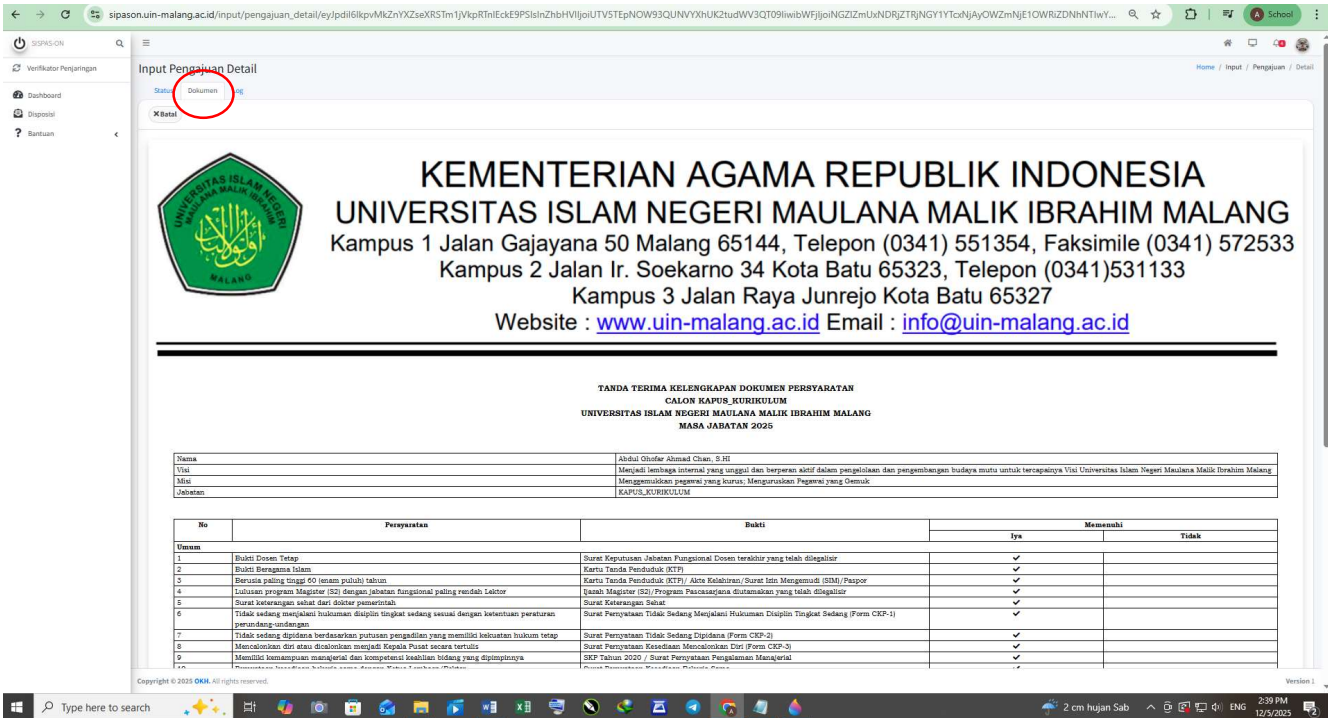 sipason.uin-malang.ac.id/input/pengajuan_detail/
School
SISPAS-ON
Verifikator Penjaringan
Dashboard
Disposisi
Bantuan
Input Pengajuan Detail
Home / Input / Pengajuan / Detail
Status Dokumen Log
Batal
UNIVERSITAS ISLAM NEGERI
MAULANA MALIK IBRAHIM
MALANG
KEMENTERIAN AGAMA REPUBLIK INDONESIA
UNIVERSITAS ISLAM NEGERI MAULANA MALIK IBRAHIM MALANG
Kampus 1 Jalan Gajayana 50 Malang 65144, Telepon (0341) 551354, Faksimile (0341) 572533
Kampus 2 Jalan Ir. Soekarno 34 Kota Batu 65323, Telepon (0341)531133
Kampus 3 Jalan Raya Junrejo Kota Batu 65327
Website : www.uin-malang.ac.id Email : info@uin-malang.ac.id
TANDA TERIMA KELENGKAPAN DOKUMEN PERSYARATAN
CALON KAPUS_KURIKULUM
UNIVERSITAS ISLAM NEGERI MAULANA MALIK IBRAHIM MALANG
MASA JABATAN 2025
Nama Abdul Ghofar Ahmad Chan, S.HI
Visi Menjadi lembaga internal yang unggul dan berperan aktif dalam pengelolaan dan pengembangan budaya mutu untuk tercapainya Visi Universitas Islam Negeri Maulana Malik Ibrahim Malang
Misi Menggemukkan pegawai yang kurus; Menguruskan Pegawai yang Gemuk
Jabatan KAPUS_KURIKULUM
No Persyaratan Bukti Memenuhi
Iya Tidak
Umum
1 Bukti Dosen Tetap Surat Keputusan Jabatan Fungsional Dosen terakhir yang telah dilegalisir ✔
2 Bukti Beragama Islam Kartu Tanda Penduduk (KTP) ✔
3 Berusia paling tinggi 60 (enam puluh) tahun Kartu Tanda Penduduk (KTP)/ Akte Kelahiran/Surat Izin Mengemudi (SIM)/Paspor ✔
4 Lulusan program Magister (S2) dengan jabatan fungsional paling rendah Lektor Ijazah Magister (S2)/Program Pascasarjana diutamakan yang telah dilegalisir ✔
5 Surat keterangan sehat dari dokter pemerintah Surat Keterangan Sehat ✔
6 Tidak sedang menjalani hukuman disiplin tingkat sedang sesuai dengan ketentuan peraturan Surat Pernyataan Tidak Sedang Menjalani Hukuman Disiplin Tingkat Sedang (Form CKP-1) ✔
perundang-undangan
7 Tidak sedang dipidana berdasarkan putusan pengadilan yang memiliki kekuatan hukum tetap Surat Pernyataan Tidak Sedang Dipidana (Form CKP-2) ✔
8 Mencalonkan diri atau dicalonkan menjadi Kepala Pusat secara tertulis Surat Pernyataan Kesediaan Mencalonkan Diri (Form CKP-3) ✔
9 Memiliki kemampuan manajerial dan kompetensi keahlian bidang yang dipimpinnya SKP Tahun 2020 / Surat Pernyataan Pengalaman Manajerial ✔
Copyright © 2025 OKH. All rights reserved.
Version 1
Type here to search
2 cm hujan Sab
ENG
2:39 PM
12/5/2025